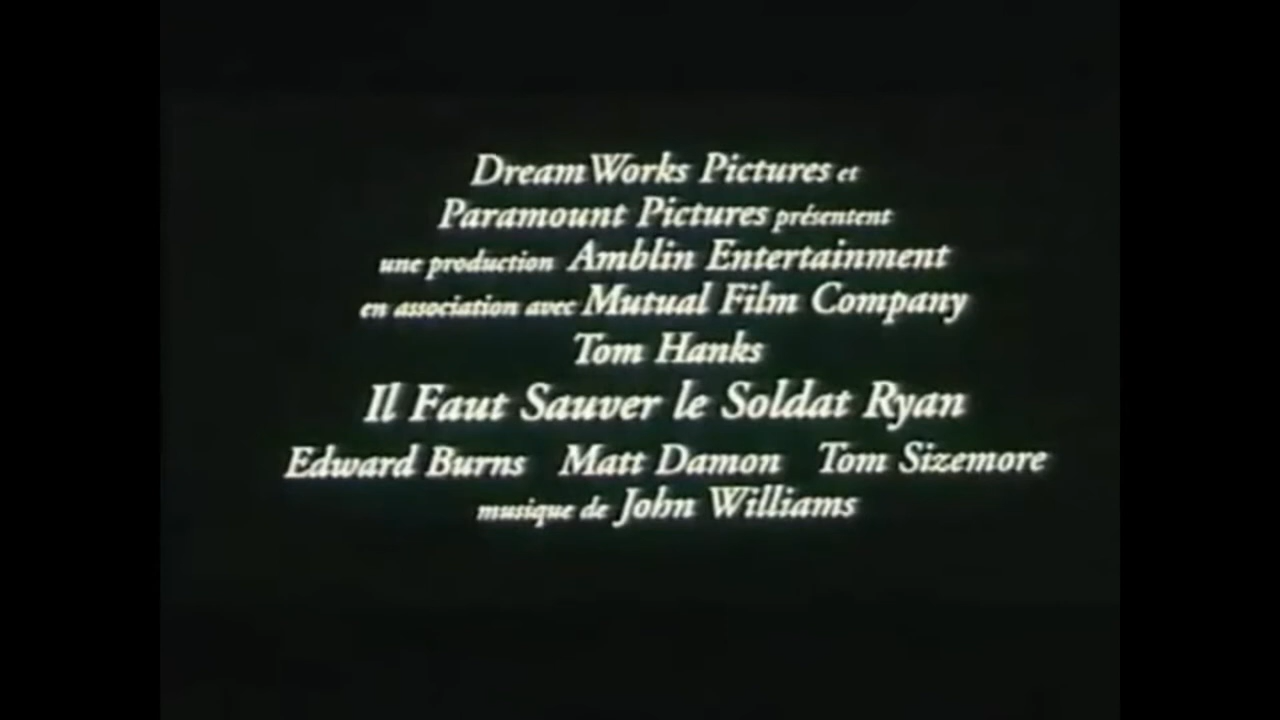 DreamWorks Pictures et
Paramount Pictures présentent
une production Amblin Entertainment
en association avec Mutual Film Company
Tom Hanks
Il Faut Sauver le Soldat Ryan
Edward Burns Matt Damon Tom Sizemore
musique de John Williams